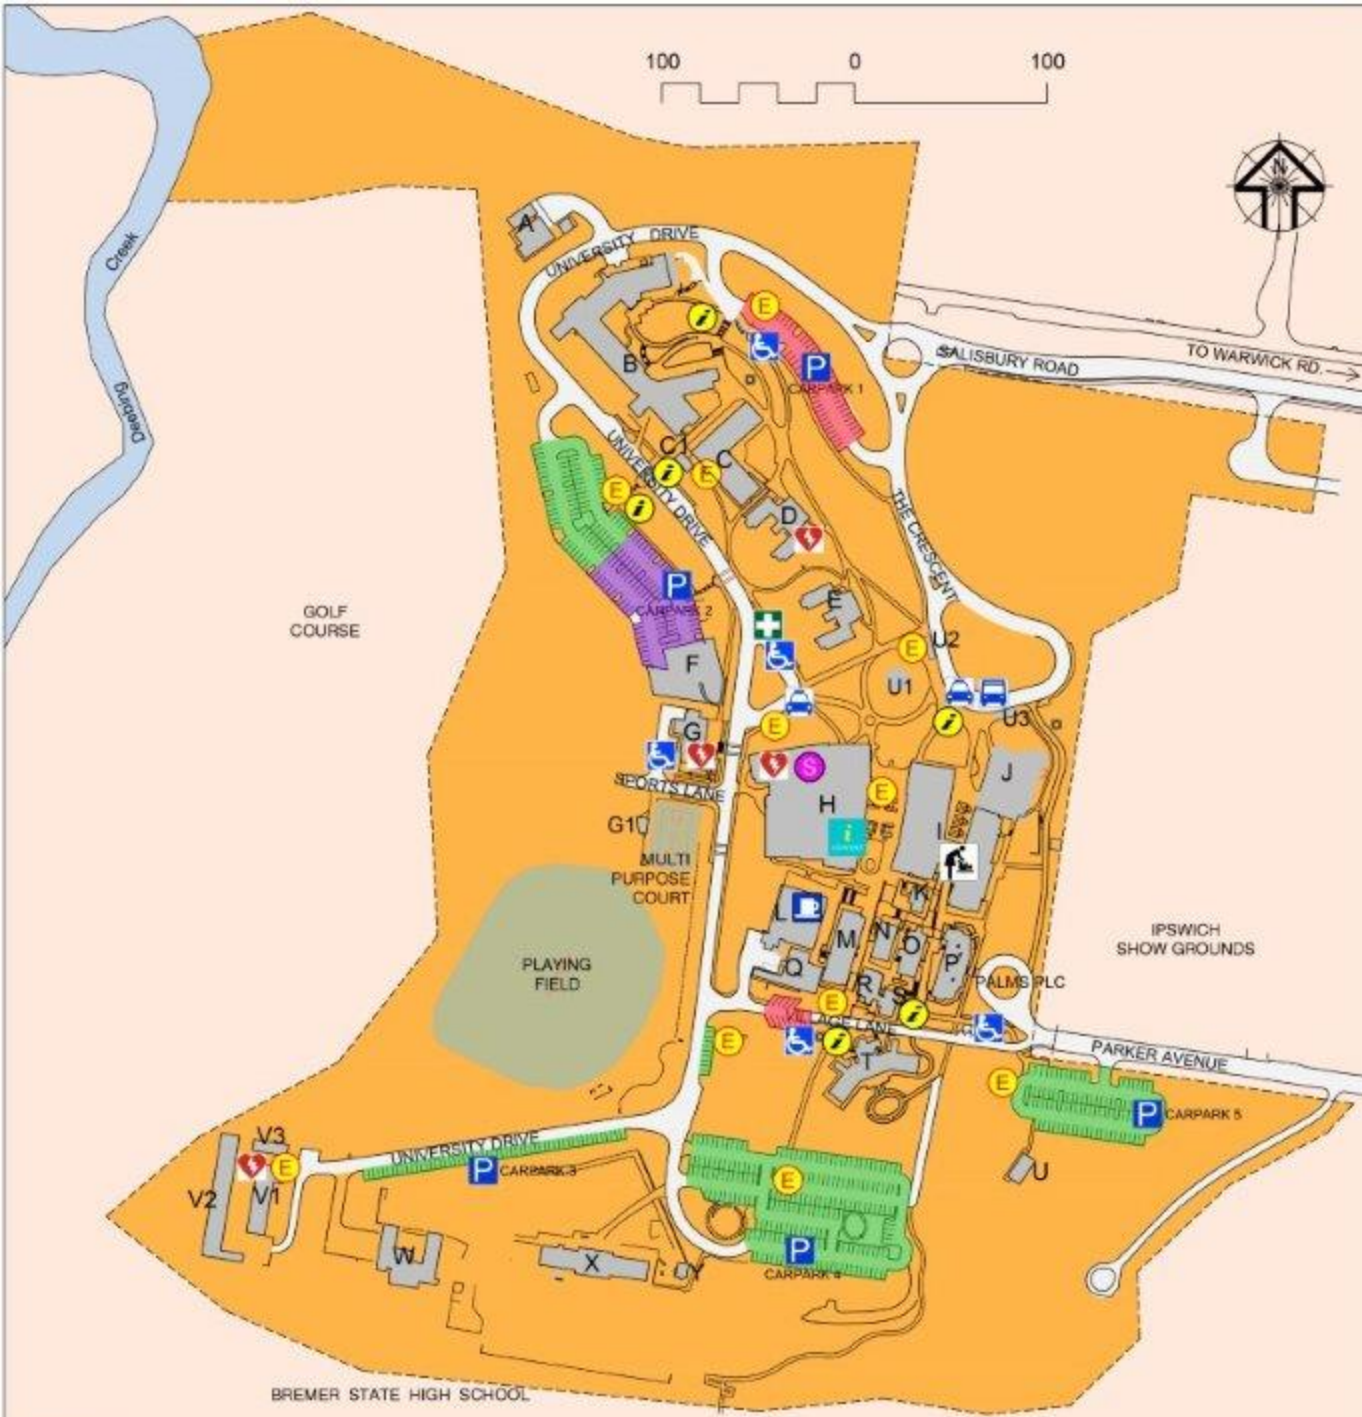 100 0 100
N
A
UNIVERSITY DRIVE
Creek
E
i
B
SALISBURY ROAD
TO WARWICK RD.
P
CARPARK 1
Deebing
UNIVERSITY DRIVE
C1
C
i
E
E
i
D
THE CRESCENT
P
CARPARK 2
E
GOLF
COURSE
F
E
U2
U1
U3
i
E
G
SPORTS LANE
S
J
H
E
I
i
G1
MULTI
PURPOSE
COURT
K
L
M
N
O
P
Q
R
S
IPSWICH
SHOW GROUNDS
PLAYING
FIELD
PALMS PLC
E
VILLAGE LANE
i
E
i
T
PARKER AVENUE
E
P
CARPARK 5
U
V3
E
V2
V1
UNIVERSITY DRIVE
P
CARPARK 3
E
W
X
Y
P
CARPARK 4
BREMER STATE HIGH SCHOOL